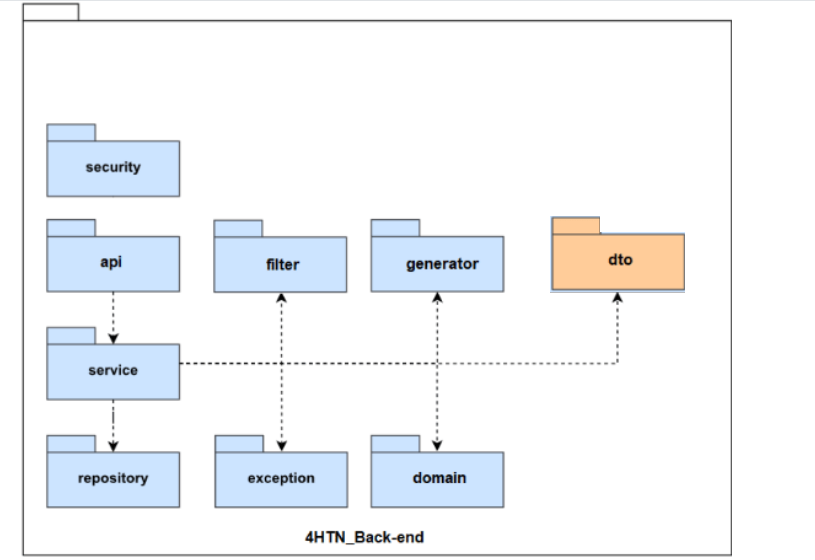 security
api
filter
generator
dto
service
repository
exception
domain
4HTN_Back-end